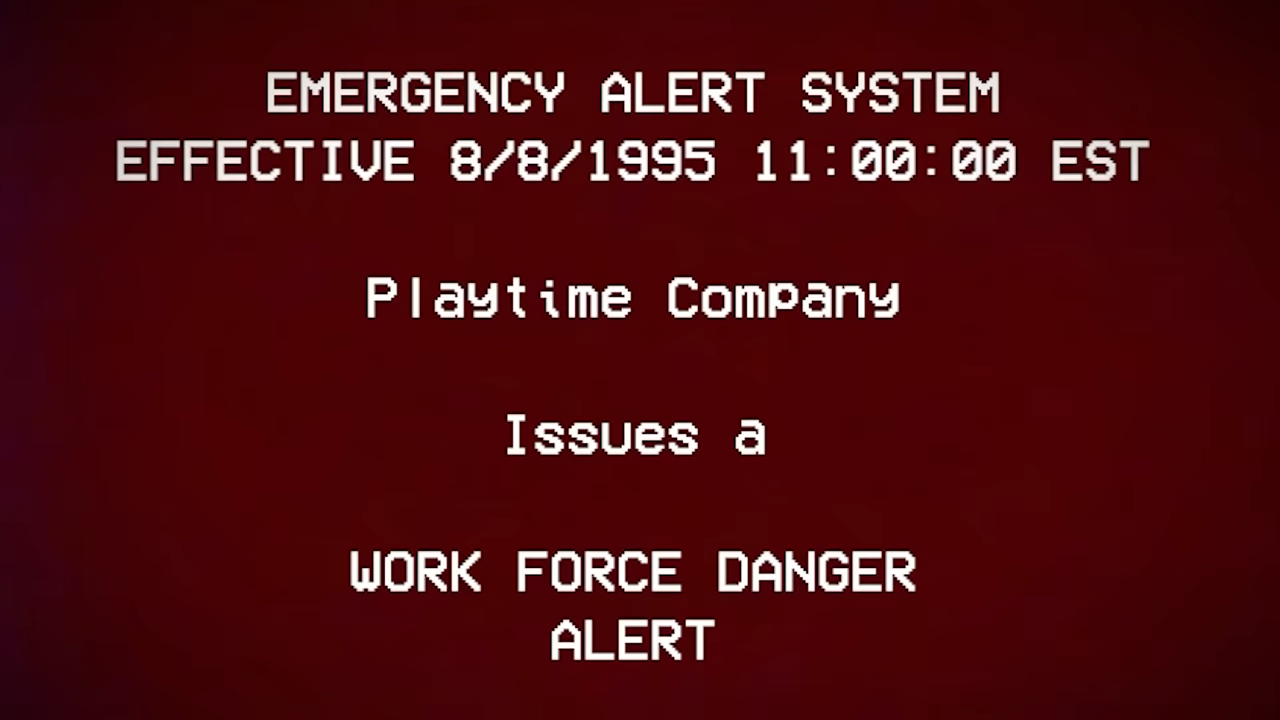 EMERGENCY ALERT SYSTEM
EFFECTIVE 8/8/1995 11:00:00 EST
Playtime Company
Issues a
WORK FORCE DANGER
ALERT